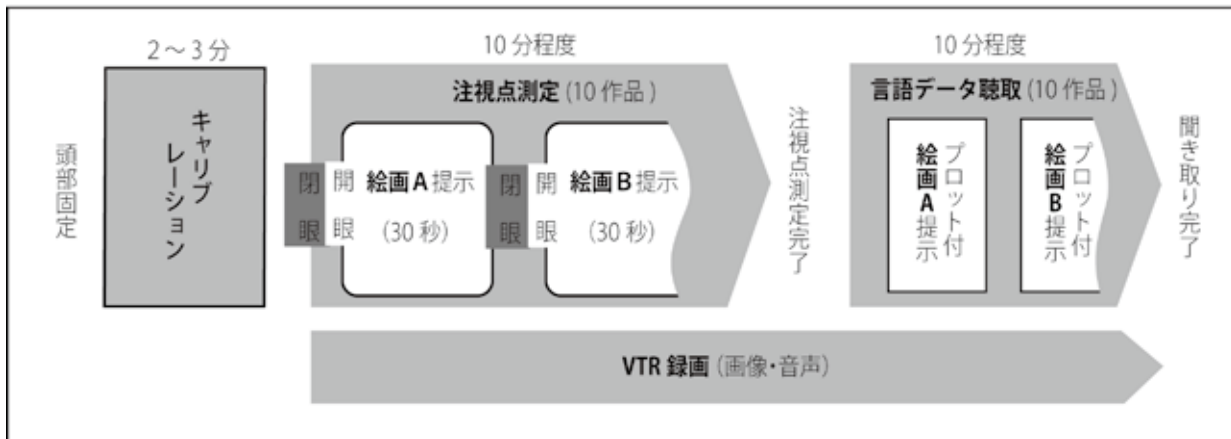 2～3分
10分程度
10分程度
頭部固定
キャリブ
レーション
注視点測定 (10作品)
閉眼
開眼
絵画A提示
(30秒)
閉眼
開眼
絵画B提示
(30秒)
注視点測定完了
言語データ聴取 (10作品)
プロット付
絵画A提示
プロット付
絵画B提示
聞き取り完了
VTR録画 (画像・音声)